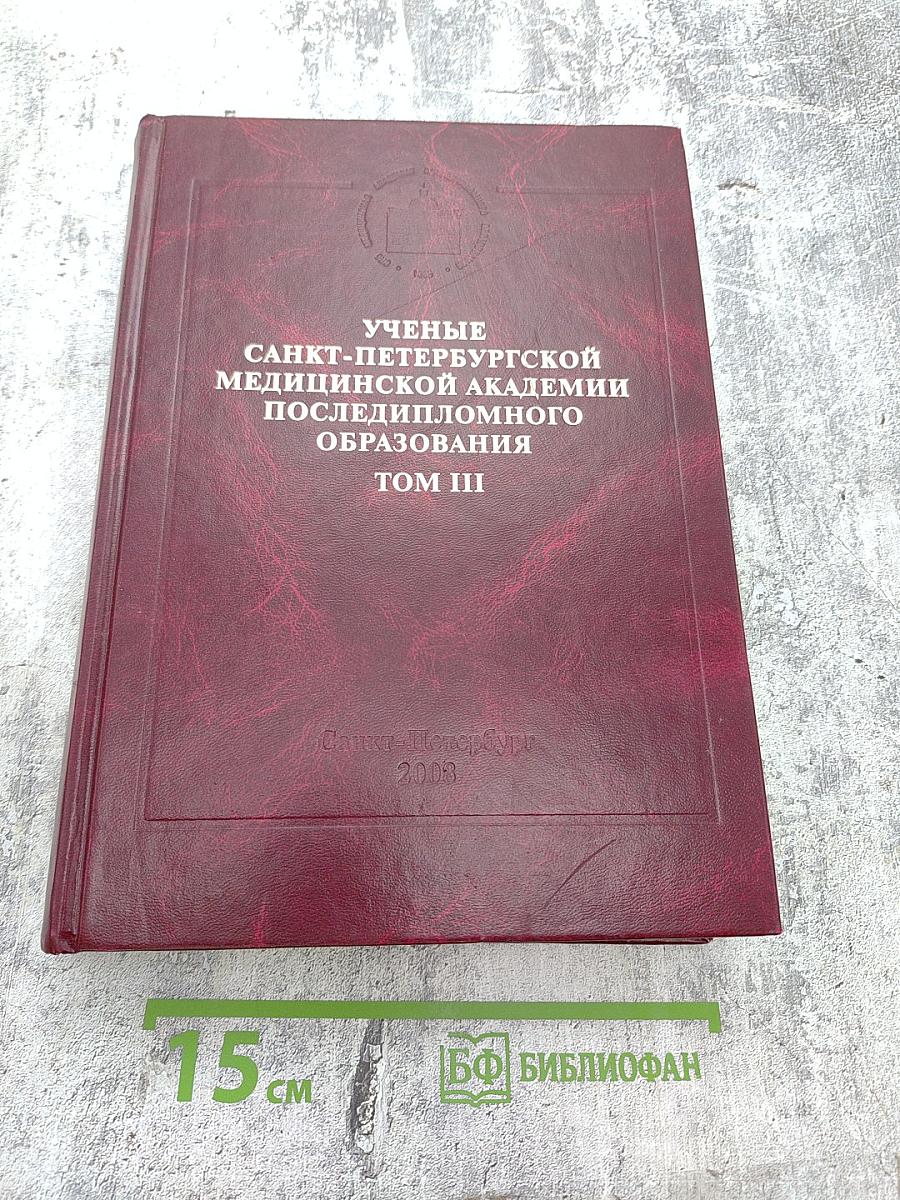 УЧЕНЫЕ
САНКТ-ПЕТЕРБУРГСКОЙ
МЕДИЦИНСКОЙ АКАДЕМИИ
ПОСЛЕДИПЛОМНОГО
ОБРАЗОВАНИЯ
ТОМ III
Санкт-Петербург
2008
15 см
БФ БИБЛИОФАН